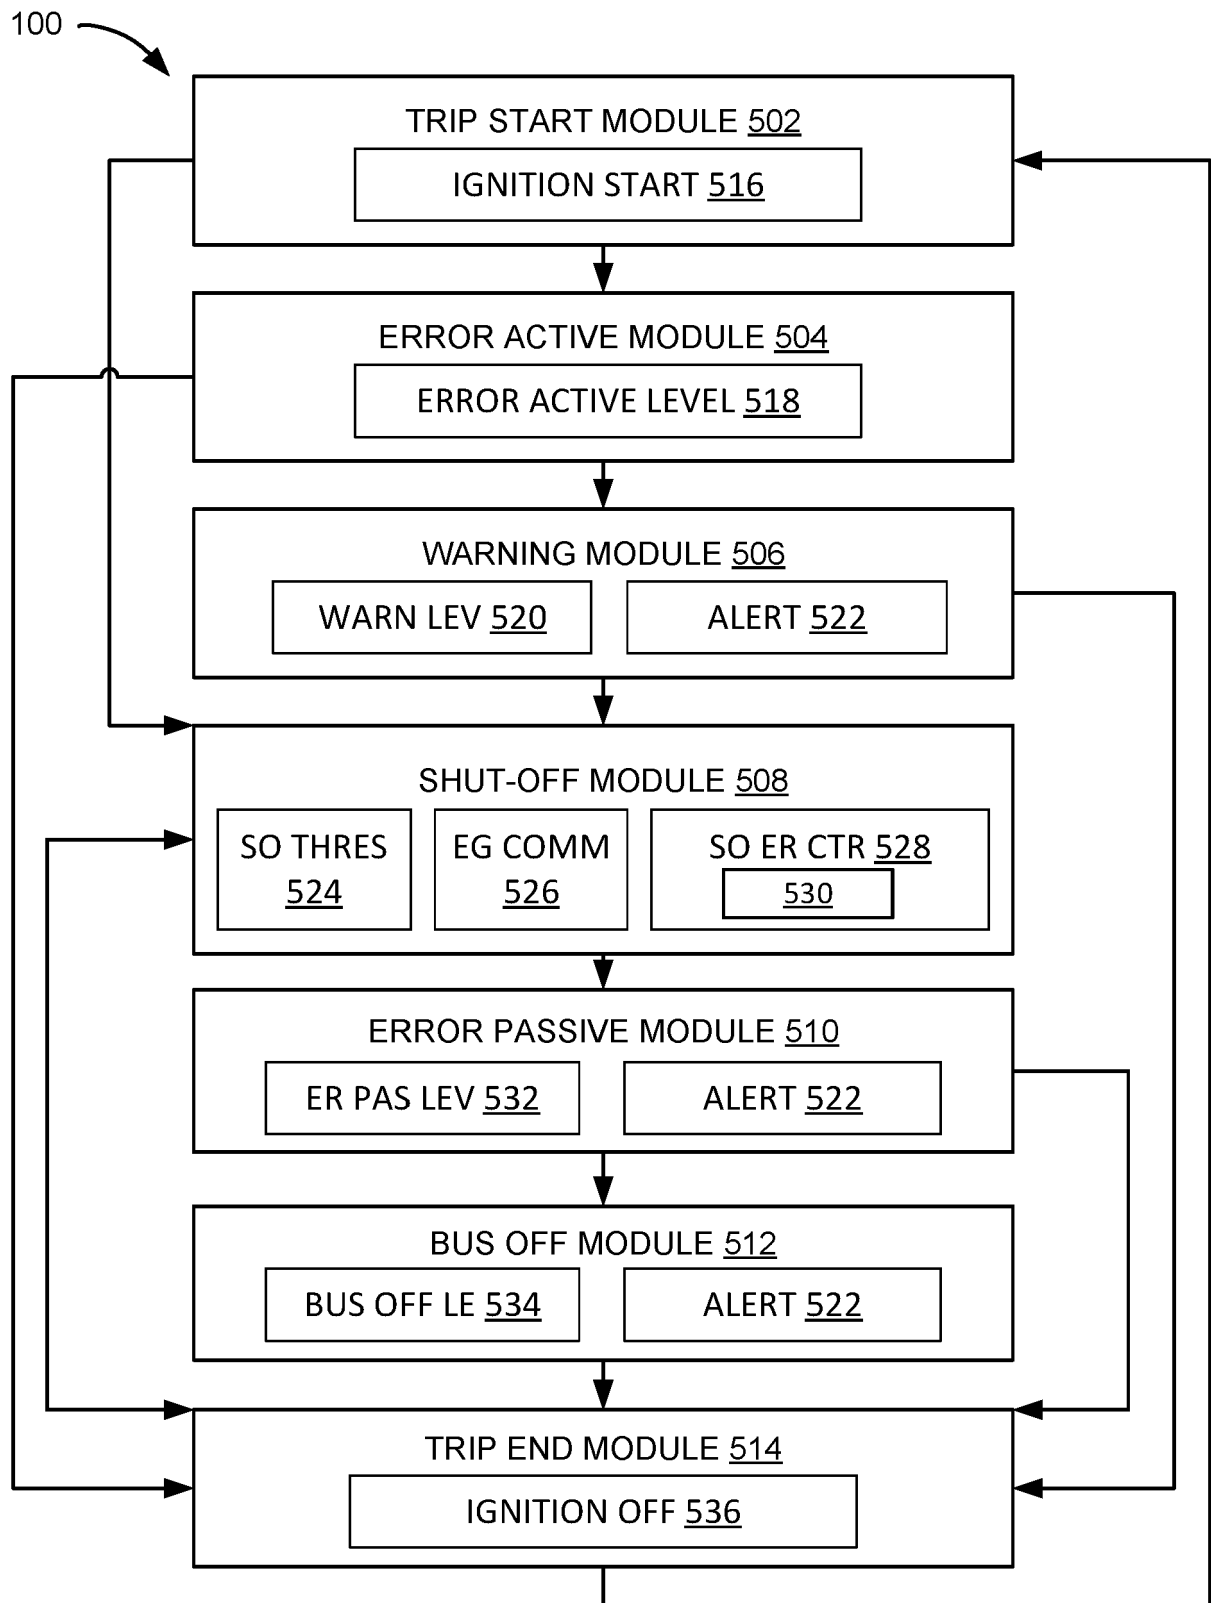 100
TRIP START MODULE 502
IGNITION START 516
ERROR ACTIVE MODULE 504
ERROR ACTIVE LEVEL 518
WARNING MODULE 506
WARN LEV 520
ALERT 522
SHUT-OFF MODULE 508
SO THRES
524
EG COMM
526
SO ER CTR 528
530
ERROR PASSIVE MODULE 510
ER PAS LEV 532
ALERT 522
BUS OFF MODULE 512
BUS OFF LE 534
ALERT 522
TRIP END MODULE 514
IGNITION OFF 536